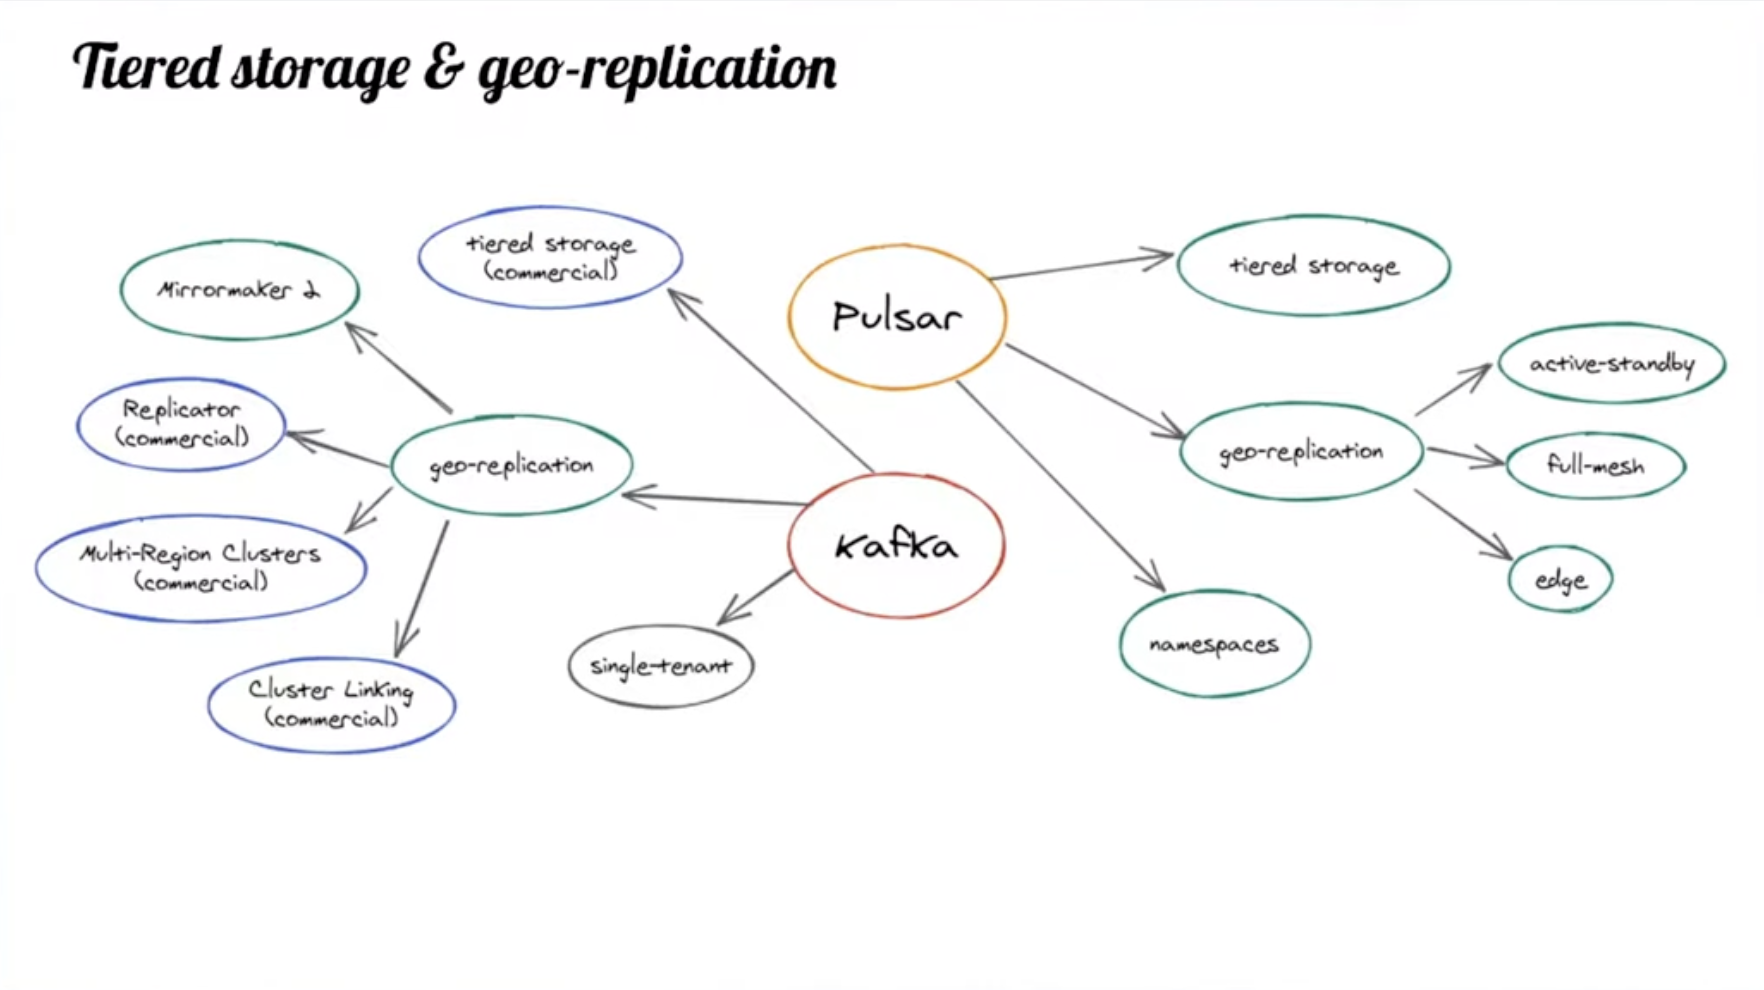 Tiered storage & geo-replication
tiered storage
(commercial)
Mirrormaker 2
Pulsar
tiered storage
active-standby
Replicator
(commercial)
geo-replication
geo-replication
full-mesh
Multi-Region Clusters
(commercial)
Kafka
edge
single-tenant
namespaces
Cluster Linking
(commercial)